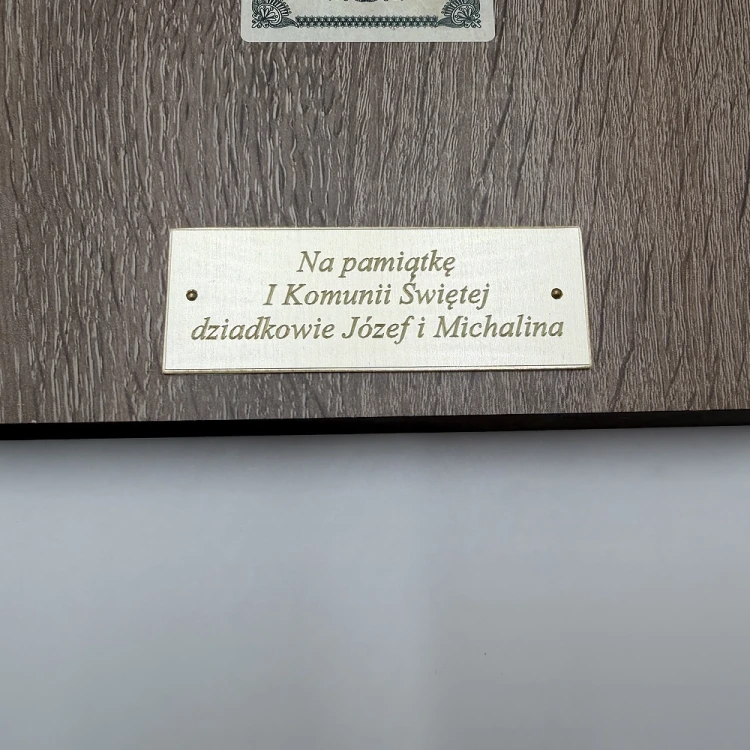 Na pamiątkę
I Komunii Świętej
dziadkowie Józef i Michalina